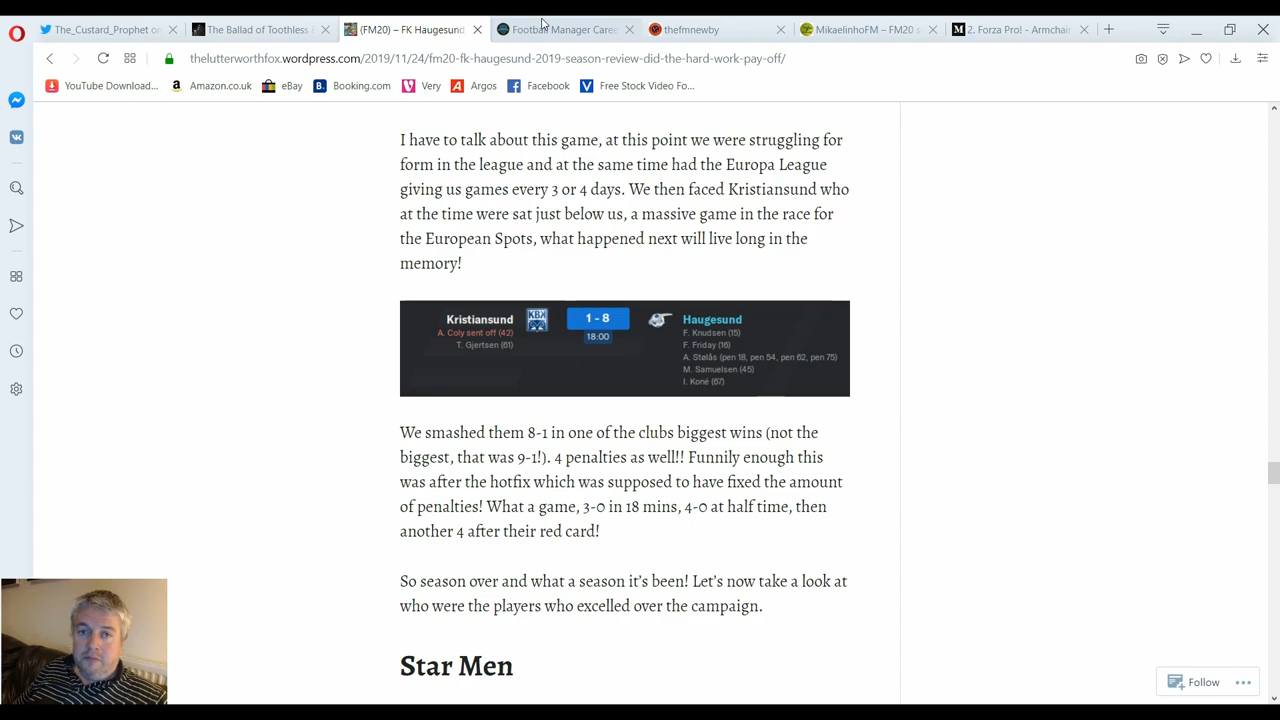 The_Custard_Prophet on
The Ballad of Toothless
(FM20) – FK Haugesund
Football Manager Caree
thefmnewby
MikaelinhoFM – FM20 s
2. Forza Pro! - Armchair
thelutterworthfox.wordpress.com/2019/11/24/fm20-fk-haugesund-2019-season-review-did-the-hard-work-pay-off/
YouTube Download...
Amazon.co.uk
eBay
Booking.com
Very
Argos
Facebook
Free Stock Video Fo...
I have to talk about this game, at this point we were struggling for
form in the league and at the same time had the Europa League
giving us games every 3 or 4 days. We then faced Kristiansund who
at the time were sat just below us, a massive game in the race for
the European Spots, what happened next will live long in the
memory!
Kristiansund KBK 1 - 8 Haugesund
A. Coly sent off (42) 18:00 F. Knudsen (15)
T. Gjertsen (61) F. Friday (16)
A. Stølås (pen 18, pen 54, pen 62, pen 75)
M. Samuelsen (45)
I. Koné (67)
We smashed them 8-1 in one of the clubs biggest wins (not the
biggest, that was 9-1!). 4 penalties as well!! Funnily enough this
was after the hotfix which was supposed to have fixed the amount
of penalties! What a game, 3-0 in 18 mins, 4-0 at half time, then
another 4 after their red card!
So season over and what a season it's been! Let's now take a look at
who were the players who excelled over the campaign.
Star Men
Follow